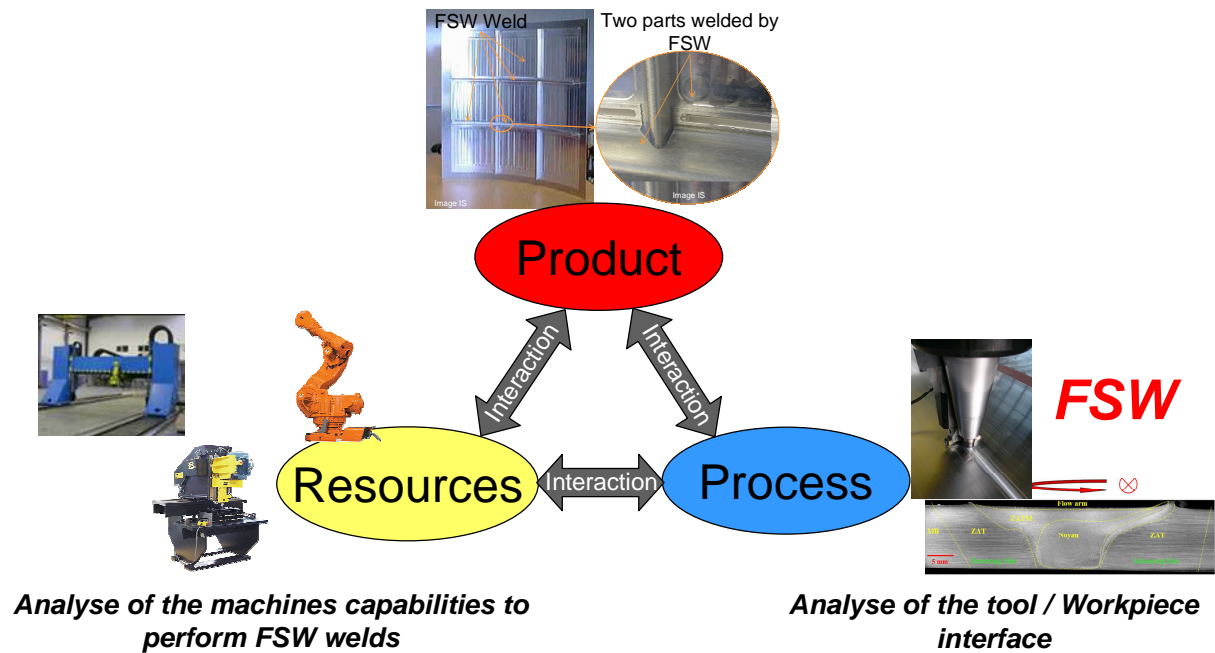 FSW Weld
Two parts welded by
FSW
Image IS
Image IS
Product
Interaction
Interaction
FSW
Resources
Interaction
Process
Flow arm
ZAT
Noyau
ZAT
5 mm
Analyse of the machines capabilities to
perform FSW welds
Analyse of the tool / Workpiece
interface